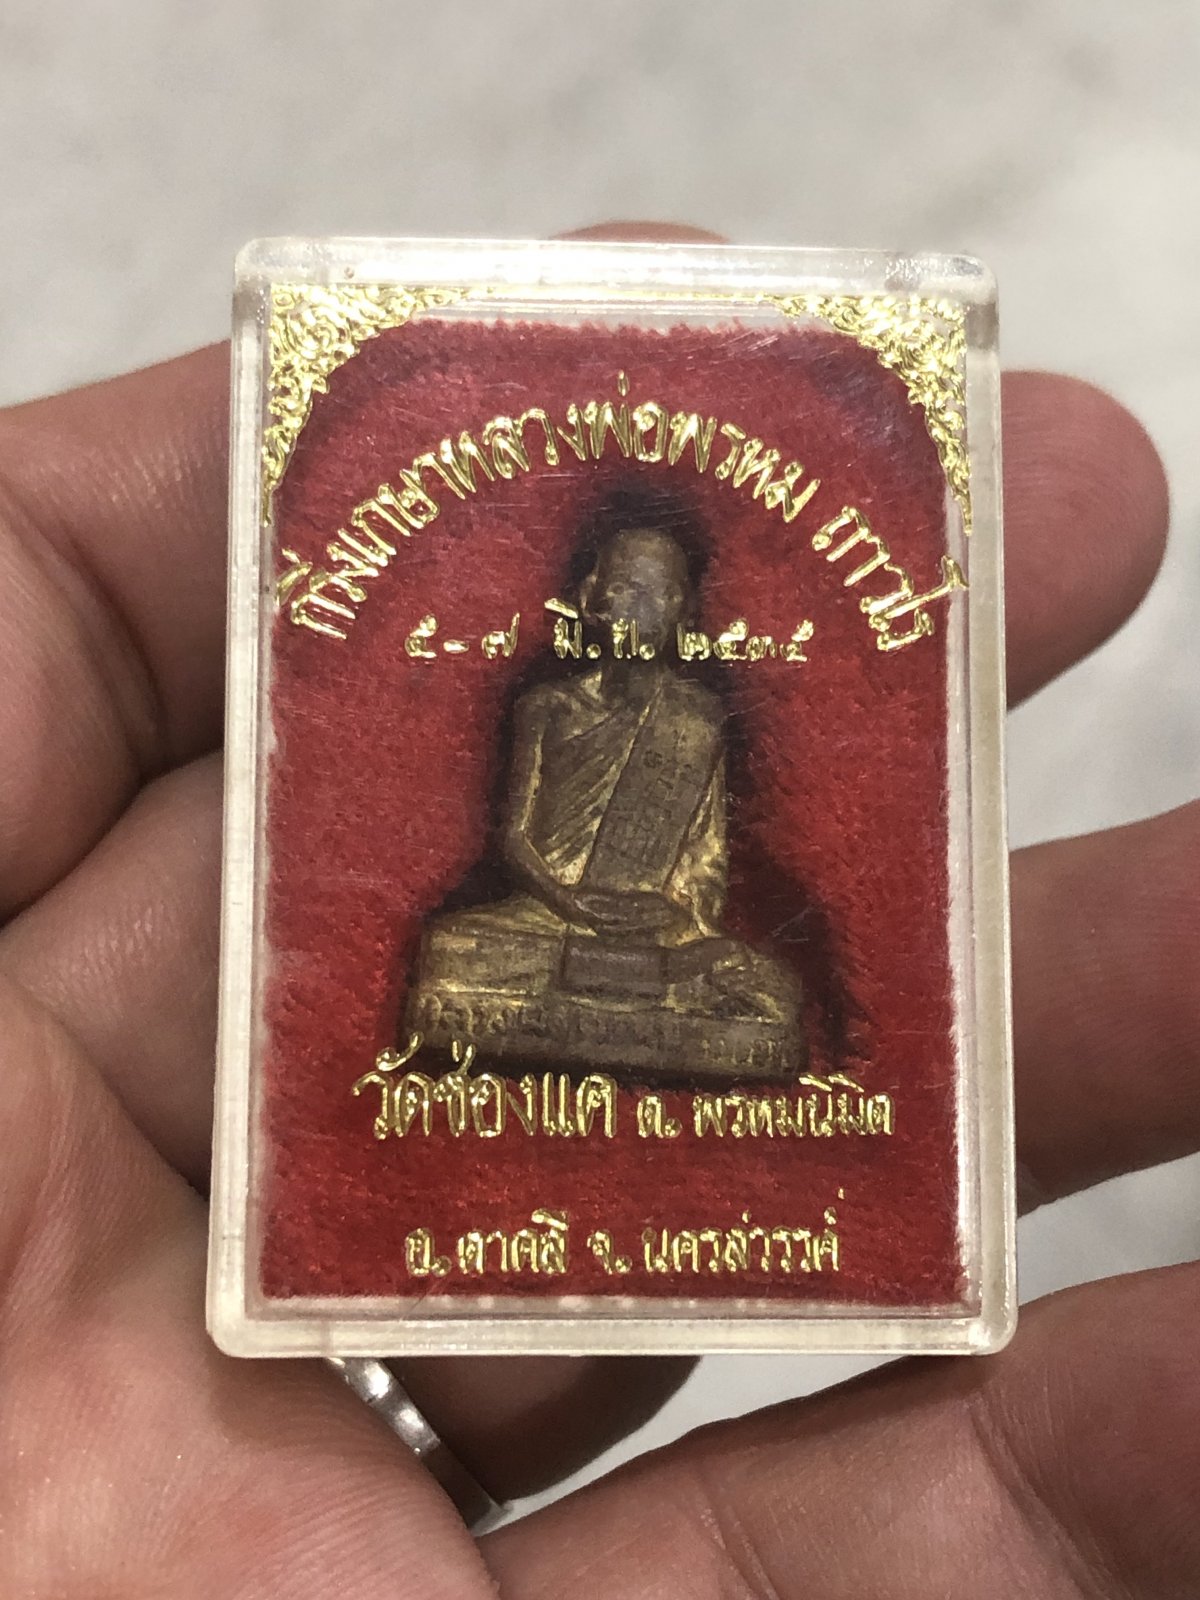 กิ่งเกษาหลวงพ่อพรหม ถาวโร
๕-๗ มิ.ย. ๒๕๓๕
วัดช่องแค ต. พรหมนิมิต
อ. ตาคลี จ. นครสวรรค์